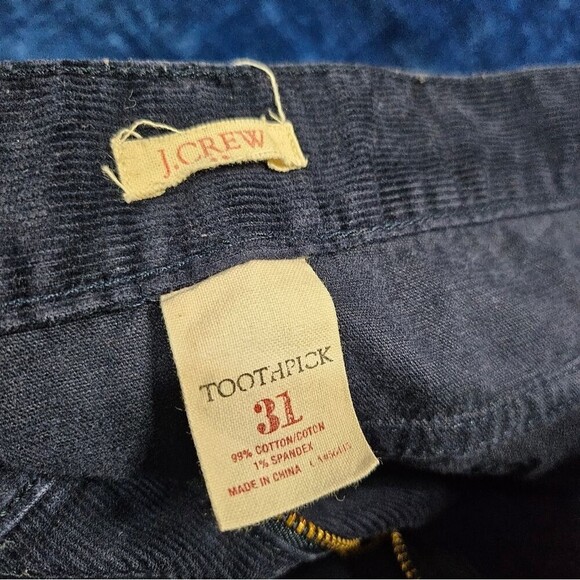 J.CREW
TOOTHPICK
31
99% COTTON/COTON
1% SPANDEX
MADE IN CHINA